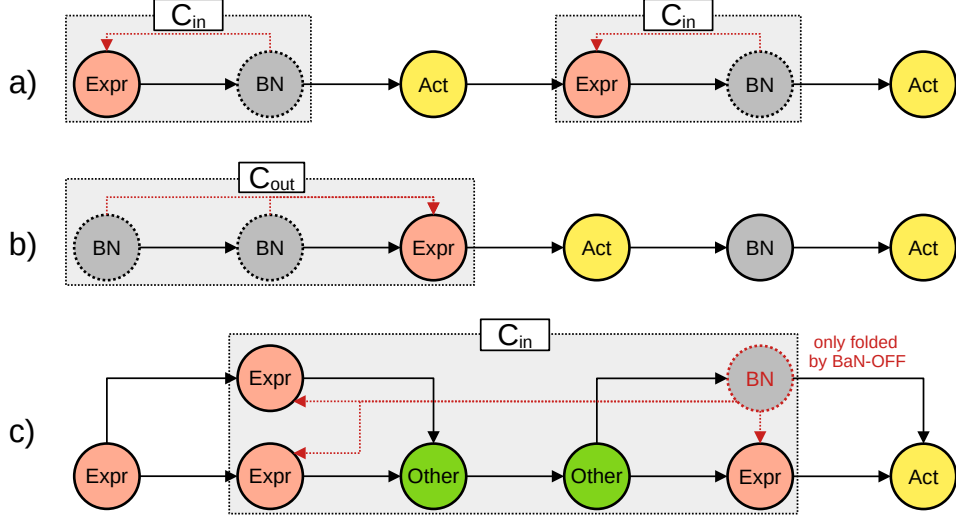 C_in
C_in
a)
Expr
BN
Act
Expr
BN
Act
C_out
b)
BN
BN
Expr
Act
BN
Act
C_in
only folded
by BaN-OFF
Expr
BN
c)
Expr
Expr
Other
Other
Expr
Act